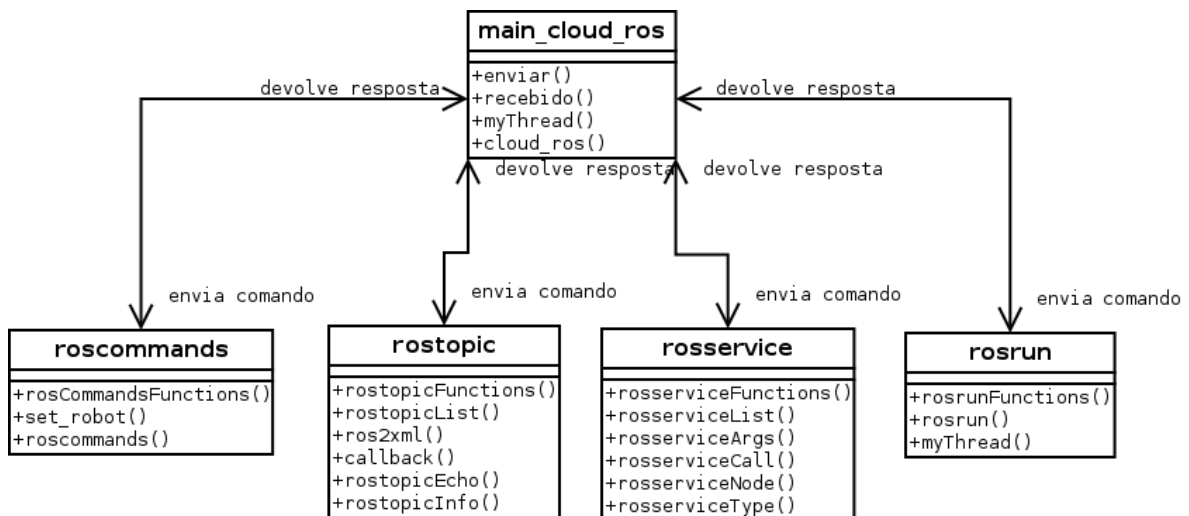 main_cloud_ros
+enviar()
+recebido()
+myThread()
+cloud_ros()
devolve resposta
devolve resposta
devolve resposta
devolve resposta
envia comando
envia comando
envia comando
envia comando
roscommands
+rosCommandsFunctions()
+set_robot()
+roscommands()
rostopic
+rostopicFunctions()
+rostopicList()
+ros2xml()
+callback()
+rostopicEcho()
+rostopicInfo()
rosservice
+rosserviceFunctions()
+rosserviceList()
+rosserviceArgs()
+rosserviceCall()
+rosserviceNode()
+rosserviceType()
rosrun
+rosrunFunctions()
+rosrun()
+myThread()